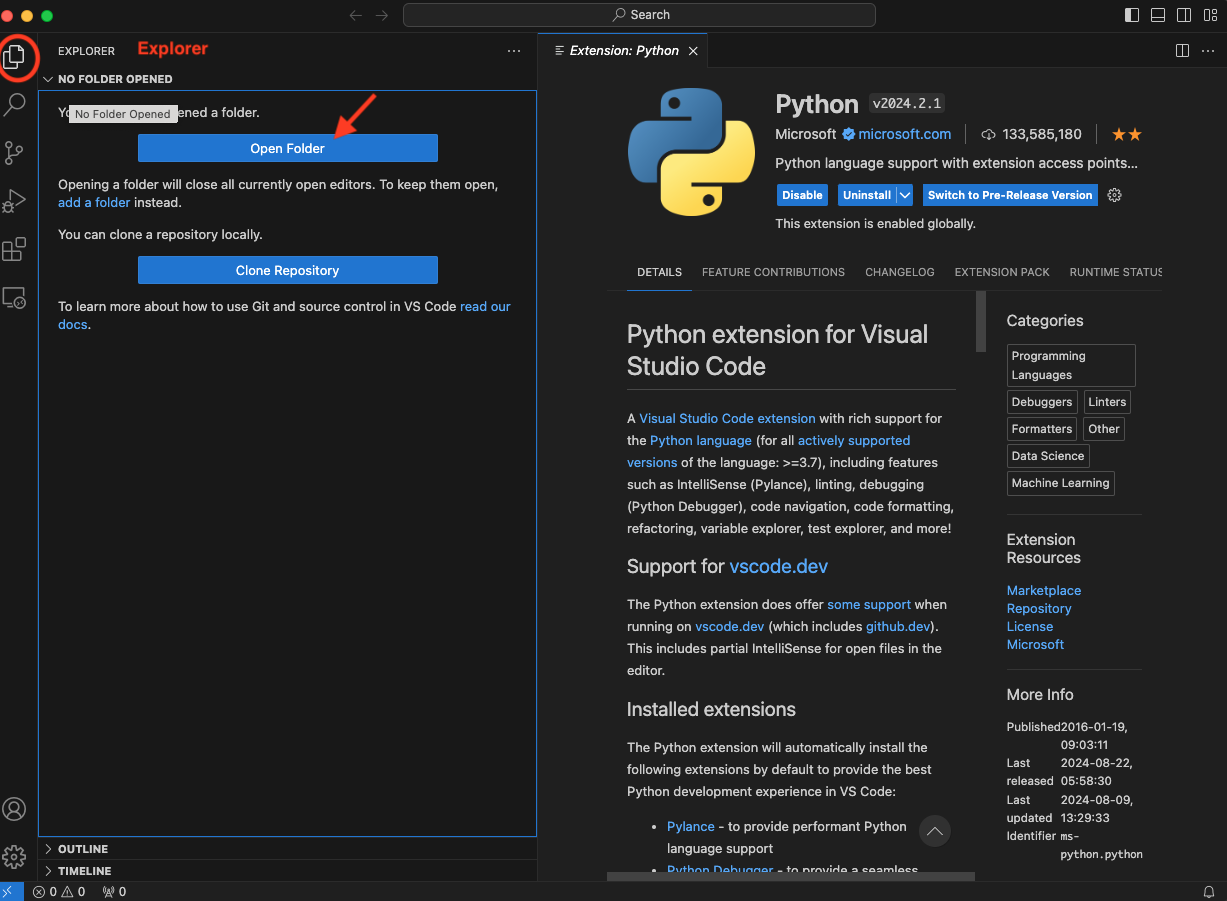 Search
EXPLORER
Explorer
NO FOLDER OPENED
No Folder Opened
ened a folder.
Open Folder
Opening a folder will close all currently open editors. To keep them open,
add a folder instead.
You can clone a repository locally.
Clone Repository
To learn more about how to use Git and source control in VS Code read our
docs.
OUTLINE
TIMELINE
0 0 0
Extension: Python
Python v2024.2.1
Microsoft microsoft.com 133,585,180
Python language support with extension access points...
Disable Uninstall Switch to Pre-Release Version
This extension is enabled globally.
DETAILS FEATURE CONTRIBUTIONS CHANGELOG EXTENSION PACK RUNTIME STATUS
Python extension for Visual
Studio Code
A Visual Studio Code extension with rich support for
the Python language (for all actively supported
versions of the language: >=3.7), including features
such as IntelliSense (Pylance), linting, debugging
(Python Debugger), code navigation, code formatting,
refactoring, variable explorer, test explorer, and more!
Support for vscode.dev
The Python extension does offer some support when
running on vscode.dev (which includes github.dev).
This includes partial IntelliSense for open files in the
editor.
Installed extensions
The Python extension will automatically install the
following extensions by default to provide the best
Python development experience in VS Code:
• Pylance - to provide performant Python
language support
• Python Debugger - to provide a seamless
Categories
Programming
Languages
Debuggers Linters
Formatters Other
Data Science
Machine Learning
Extension
Resources
Marketplace
Repository
License
Microsoft
More Info
Published 2016-01-19,
09:03:11
Last 2024-08-22,
released 05:58:30
Last 2024-08-09,
updated 13:29:33
Identifier ms-
python.python